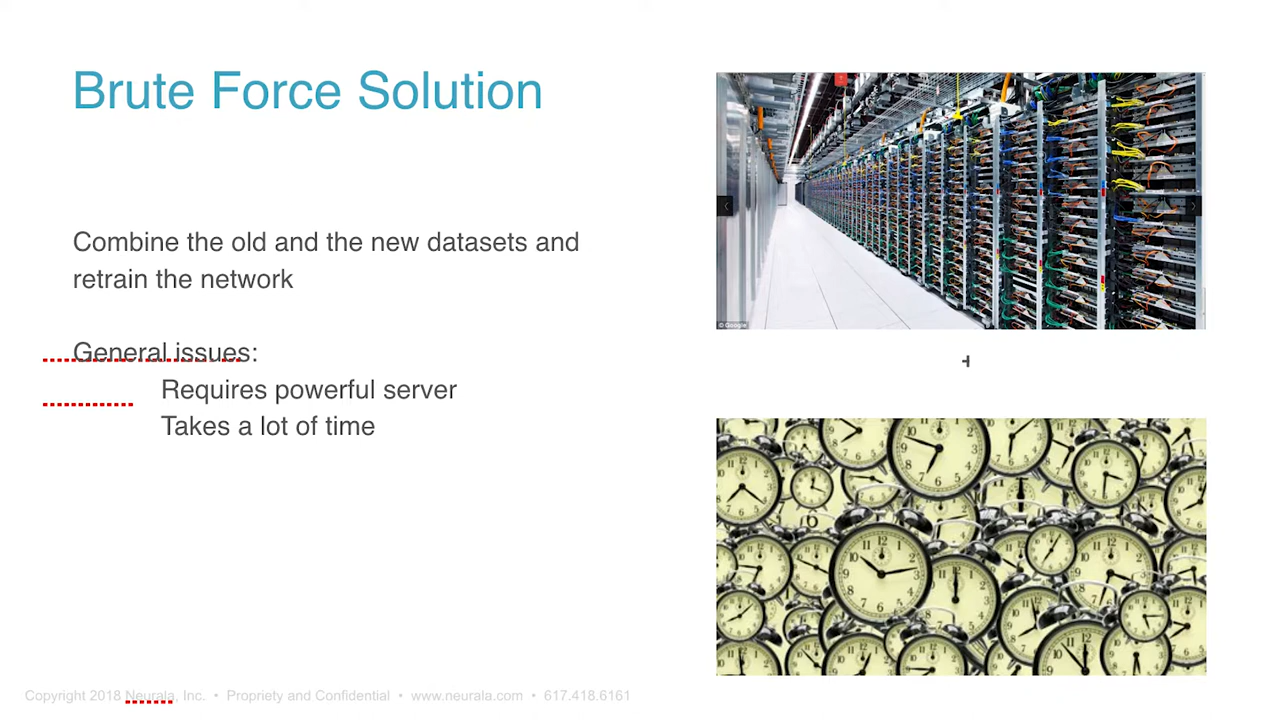 Brute Force Solution
Combine the old and the new datasets and
retrain the network
General issues:
Requires powerful server
Takes a lot of time
© Google
+
Copyright 2018 Neurala, Inc. • Propriety and Confidential • www.neurala.com • 617.418.6161